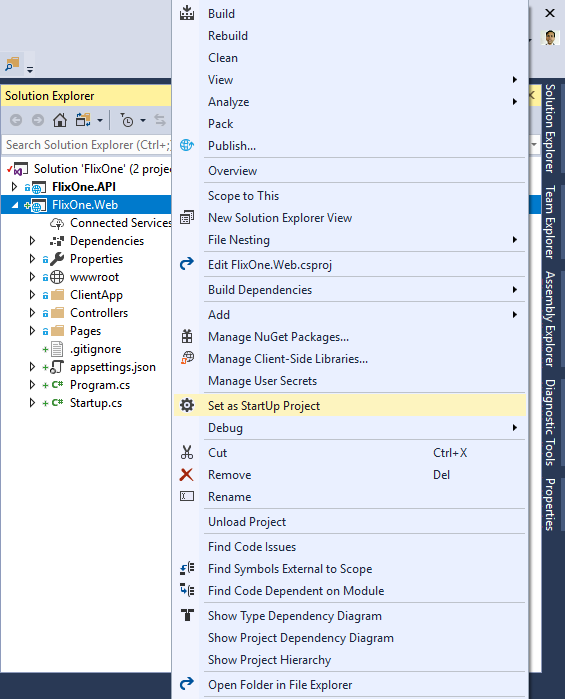 Solution Explorer
Search Solution Explorer (Ctrl+;
Solution 'FlixOne' (2 proje
FlixOne.API
FlixOne.Web
Connected Services
Dependencies
Properties
wwwroot
ClientApp
Controllers
Pages
.gitignore
appsettings.json
Program.cs
Startup.cs
Build
Rebuild
Clean
View
Analyze
Pack
Publish...
Overview
Scope to This
New Solution Explorer View
File Nesting
Edit FlixOne.Web.csproj
Build Dependencies
Add
Manage NuGet Packages...
Manage Client-Side Libraries...
Manage User Secrets
Set as StartUp Project
Debug
Cut Ctrl+X
Remove Del
Rename
Unload Project
Find Code Issues
Find Symbols External to Scope
Find Code Dependent on Module
Show Type Dependency Diagram
Show Project Dependency Diagram
Show Project Hierarchy
Open Folder in File Explorer
Solution Explorer
Team Explorer
Assembly Explorer
Diagnostic Tools
Properties